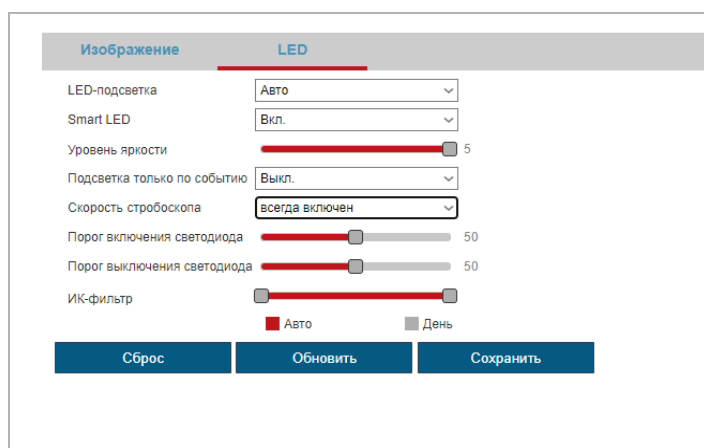 Изображение LED
LED-подсветка Авто
Smart LED Вкл.
Уровень яркости 5
Подсветка только по событию Выкл.
Скорость стробоскопа всегда включен
Порог включения светодиода 50
Порог выключения светодиода 50
ИК-фильтр
Авто День
Сброс Обновить Сохранить